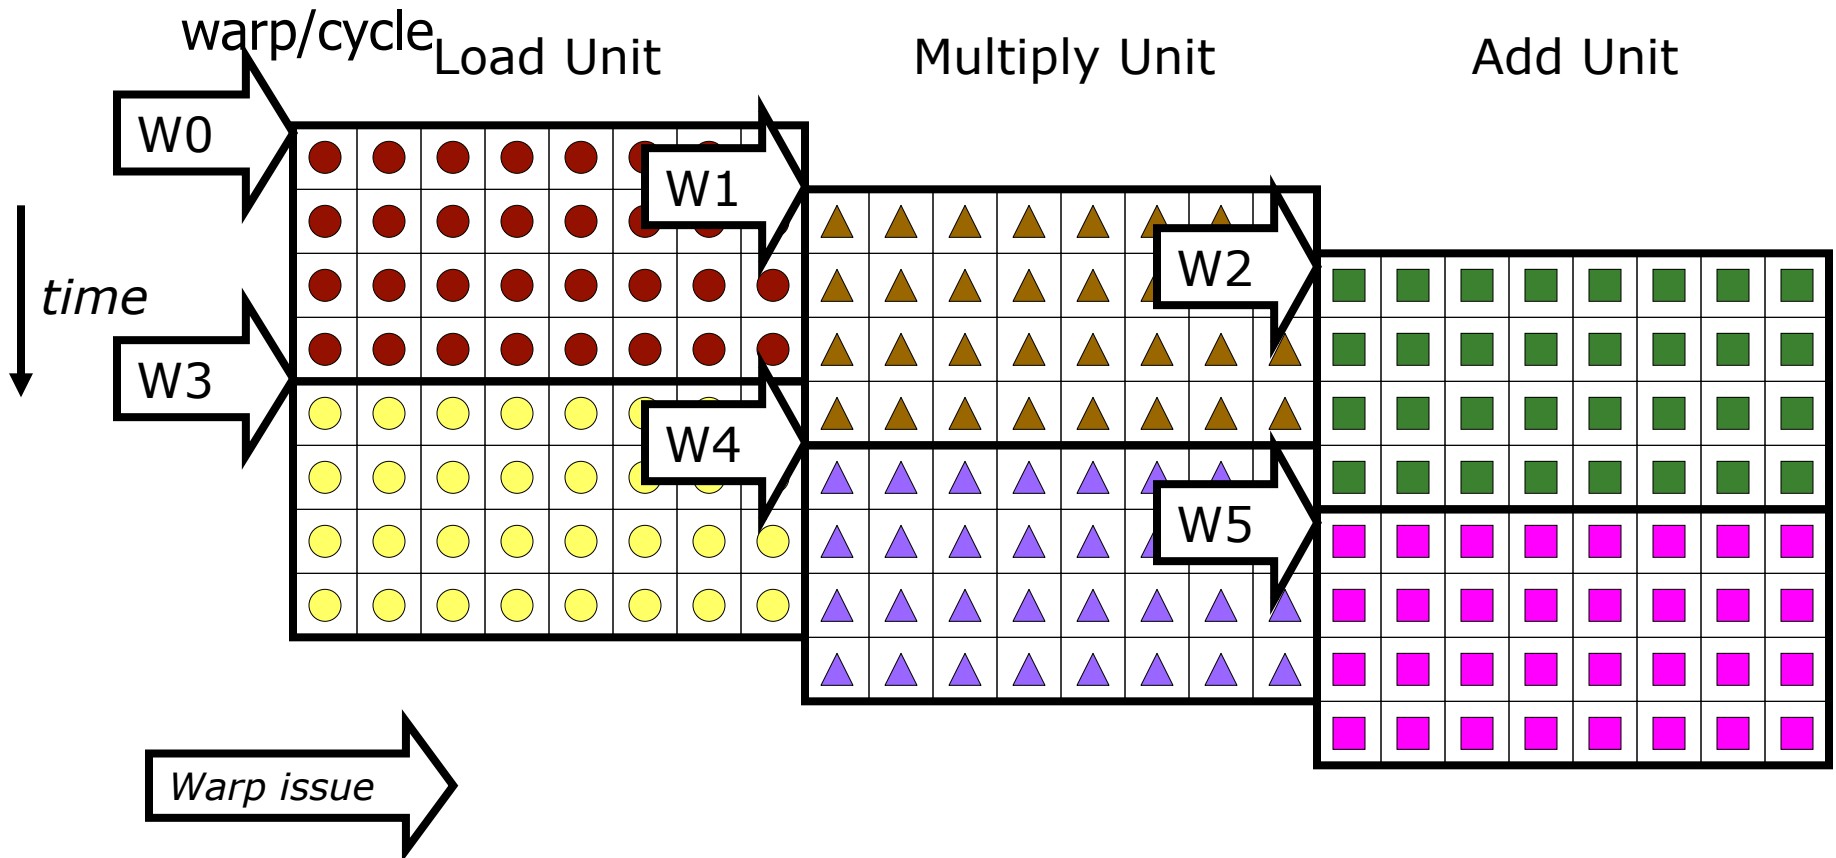 warp/cycle
Load Unit
Multiply Unit
Add Unit
W0
W1
W2
time
W3
W4
W5
Warp issue